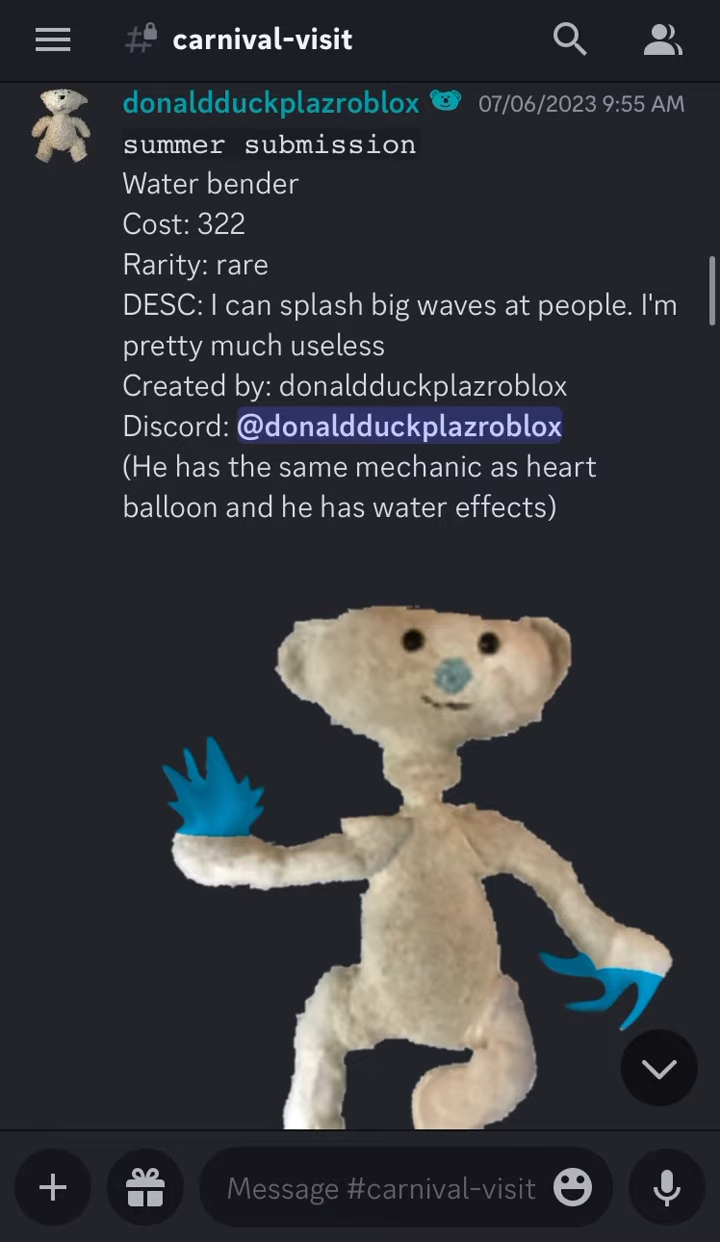 carnival-visit
donaldduckplazroblox 07/06/2023 9:55 AM
summer submission
Water bender
Cost: 322
Rarity: rare
DESC: I can splash big waves at people. I'm
pretty much useless
Created by: donaldduckplazroblox
Discord: @donaldduckplazroblox
(He has the same mechanic as heart
balloon and he has water effects)
Message #carnival-visit